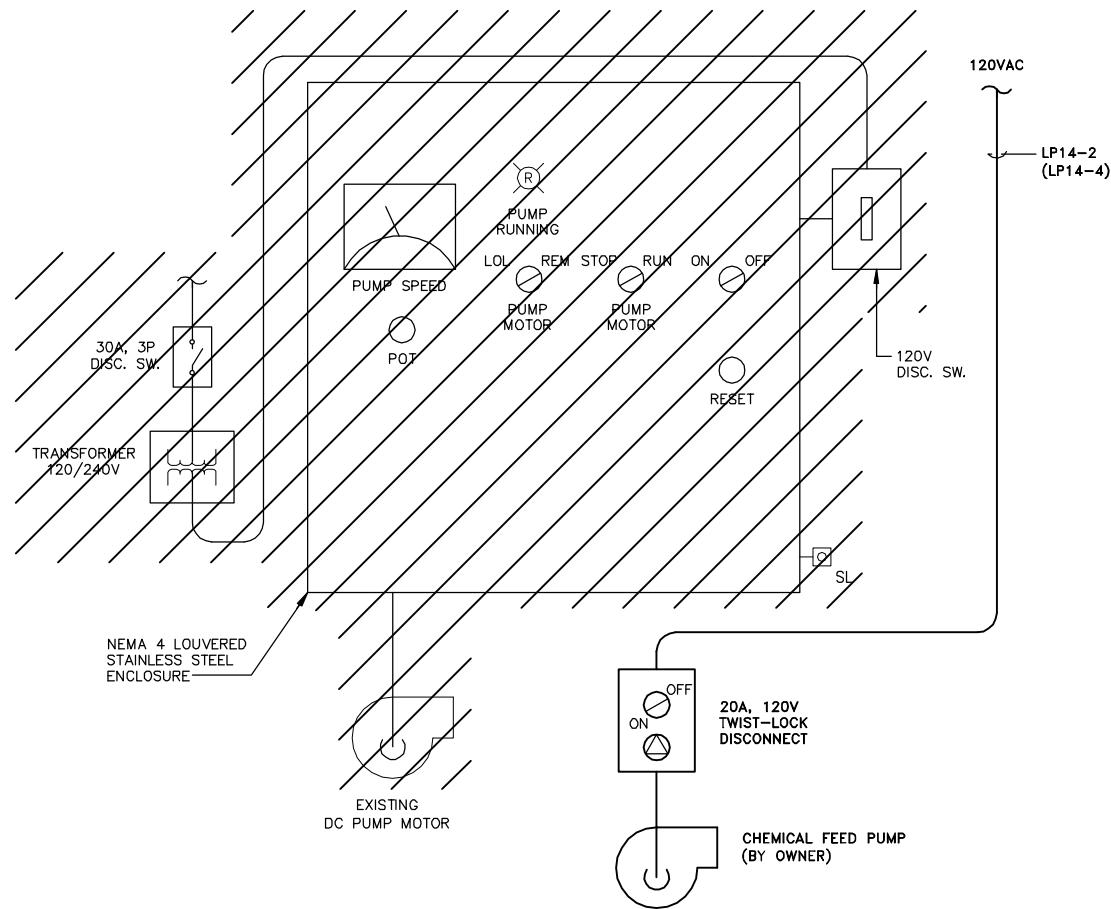 120VAC
LP14-2
(LP14-4)
R
PUMP
RUNNING
PUMP SPEED
LOL
REM
STOP
RUN
ON
OFF
PUMP
MOTOR
PUMP
MOTOR
POT
RESET
30A, 3P
DISC. SW.
120V
DISC. SW.
TRANSFORMER
120/240V
SL
NEMA 4 LOUVERED
STAINLESS STEEL
ENCLOSURE
OFF
ON
20A, 120V
TWIST-LOCK
DISCONNECT
EXISTING
DC PUMP MOTOR
CHEMICAL FEED PUMP
(BY OWNER)